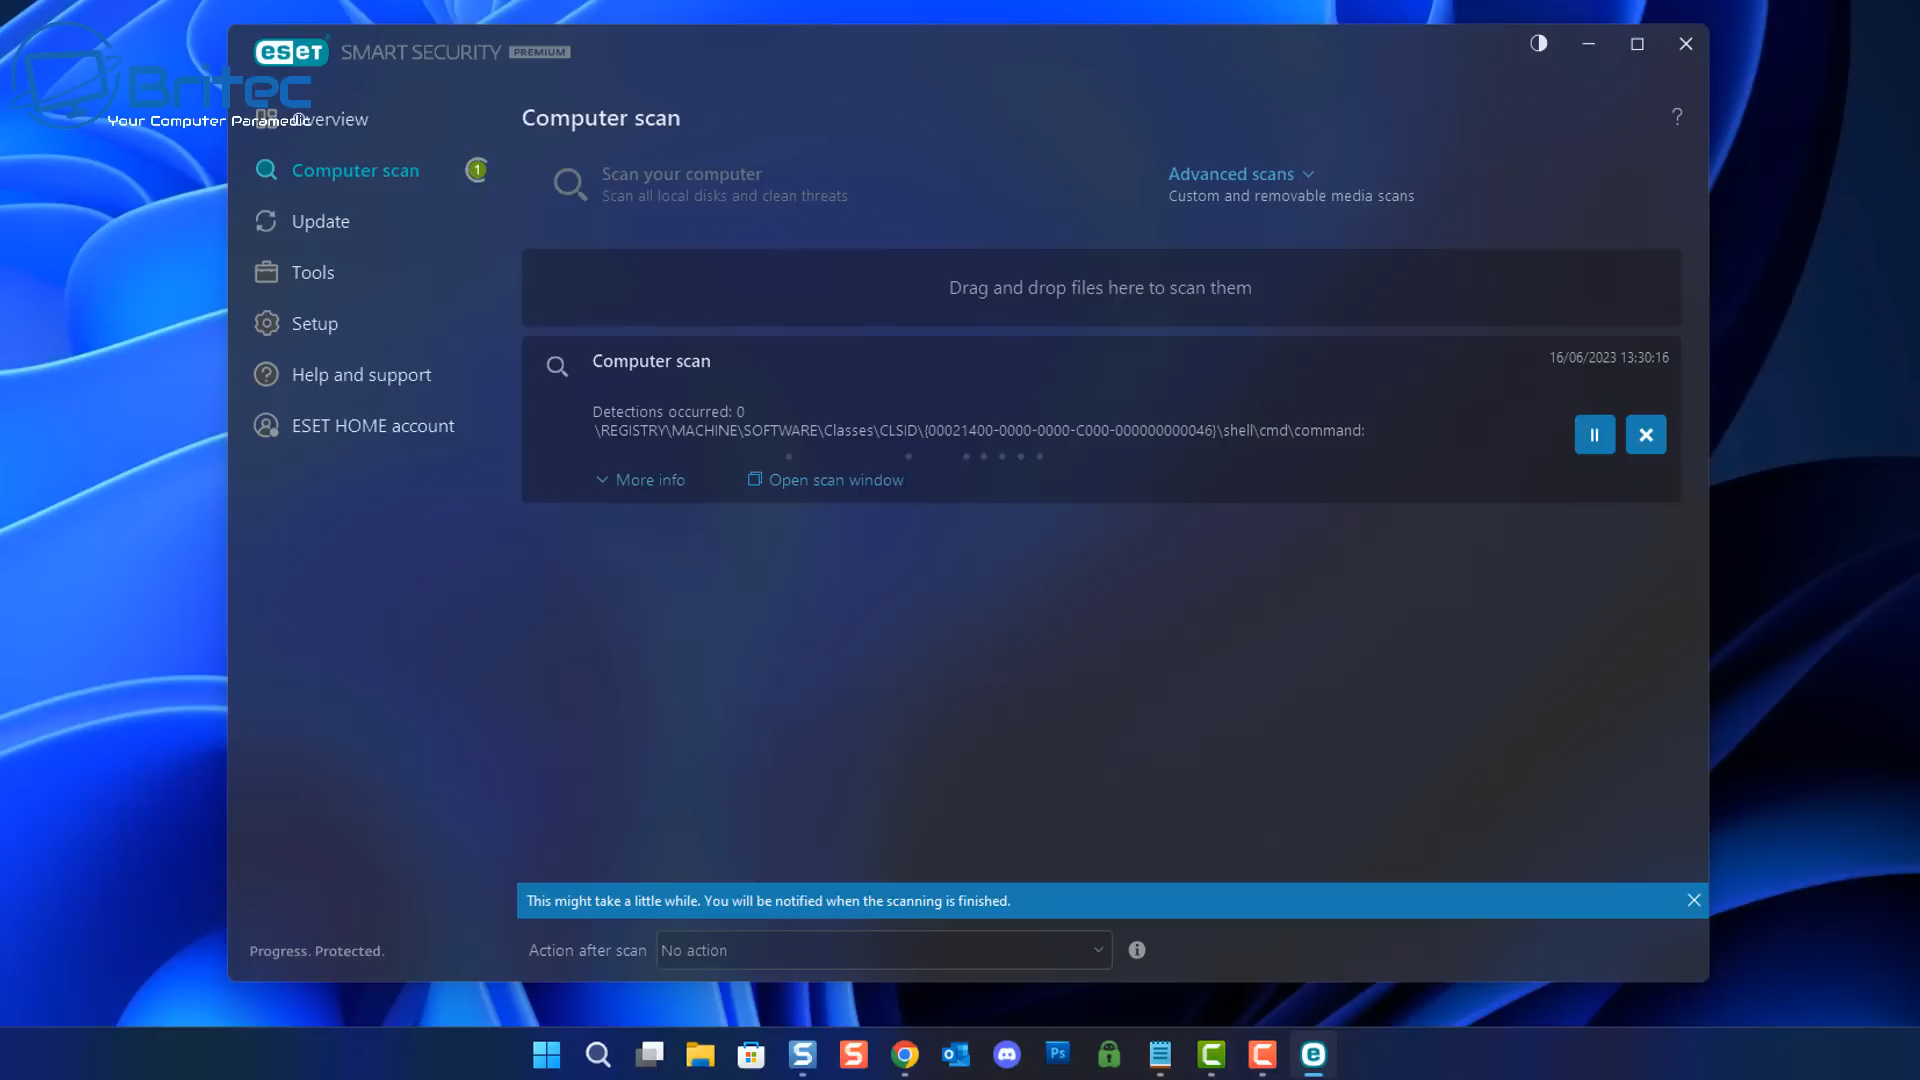 eset SMART SECURITY PREMIUM
Britec
Your Computer Paramedic
Overview
Computer scan
1
Update
Tools
Setup
Help and support
ESET HOME account
Progress. Protected.
Computer scan
?
Scan your computer
Scan all local disks and clean threats
Advanced scans
Custom and removable media scans
Drag and drop files here to scan them
Computer scan
16/06/2023 13:30:16
Detections occurred: 0
\REGISTRY\MACHINE\SOFTWARE\Classes\CLSID\{00021400-0000-0000-C000-000000000046}\shell\cmd\command:
More info
Open scan window
This might take a little while. You will be notified when the scanning is finished.
Action after scan
No action
S
S
Ps
C
C
e